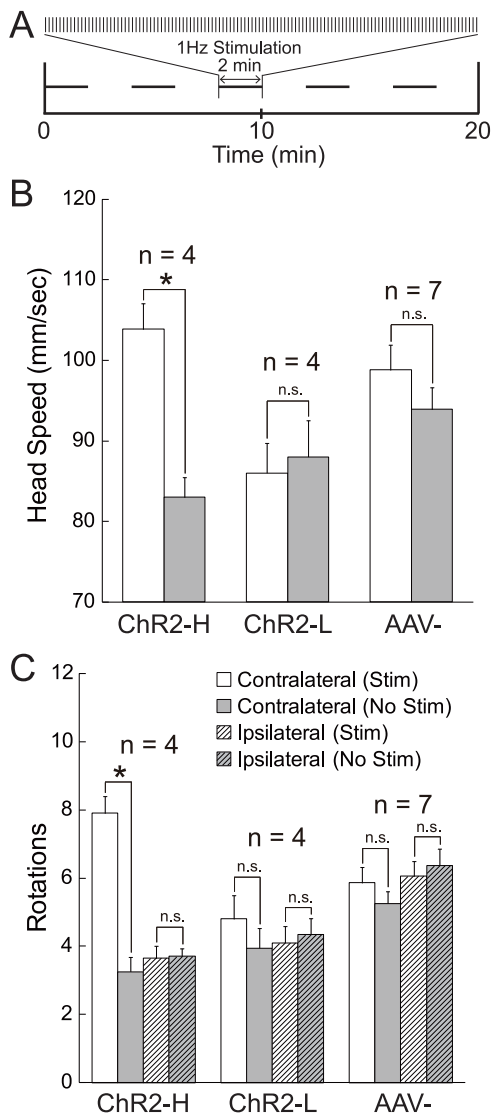 A
1Hz Stimulation
2 min
0 10 20
Time (min)
B
120
110
100
90
80
70
Head Speed (mm/sec)
n = 4
*
n = 4
n.s.
n = 7
n.s.
ChR2-H ChR2-L AAV-
C
12
10
8
6
4
2
0
Rotations
Contralateral (Stim)
Contralateral (No Stim)
Ipsilateral (Stim)
Ipsilateral (No Stim)
n = 4
*
n.s.
n = 4
n.s.
n.s.
n = 7
n.s.
n.s.
ChR2-H ChR2-L AAV-